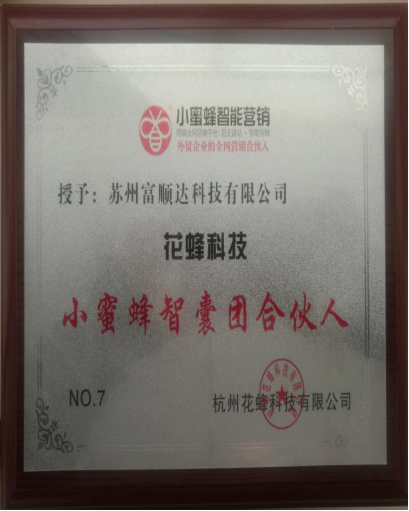 小蜜蜂智能营销
外贸企业的全网营销合伙人
授予：苏州富顺达科技有限公司
花蜂科技
小蜜蜂智囊团合伙人
NO.7
杭州花蜂科技有限公司